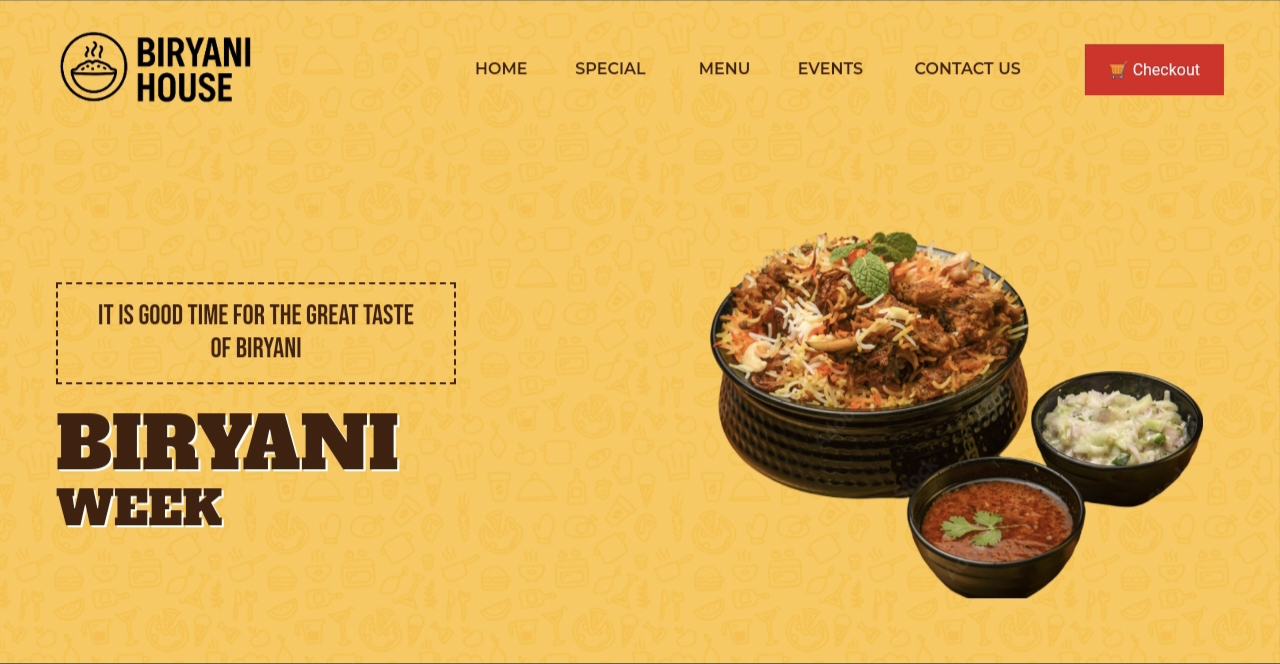 BIRYANI
HOUSE
HOME SPECIAL MENU EVENTS CONTACT US Checkout
IT IS GOOD TIME FOR THE GREAT TASTE
OF BIRYANI
BIRYANI
WEEK